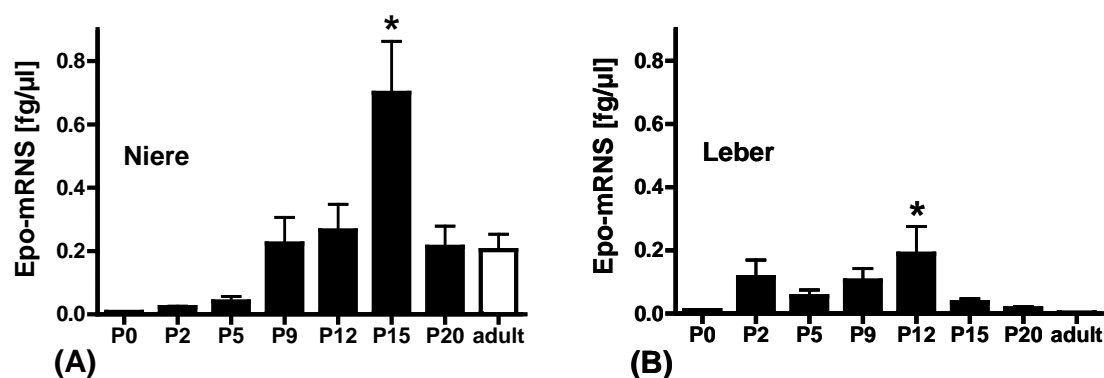 *
Epo-mRNS [fg/µl]
0.8
0.6
0.4
0.2
0.0
Niere
P0 P2 P5 P9 P12 P15 P20 adult
(A)
*
Epo-mRNS [fg/µl]
0.8
0.6
0.4
0.2
0.0
Leber
P0 P2 P5 P9 P12 P15 P20 adult
(B)